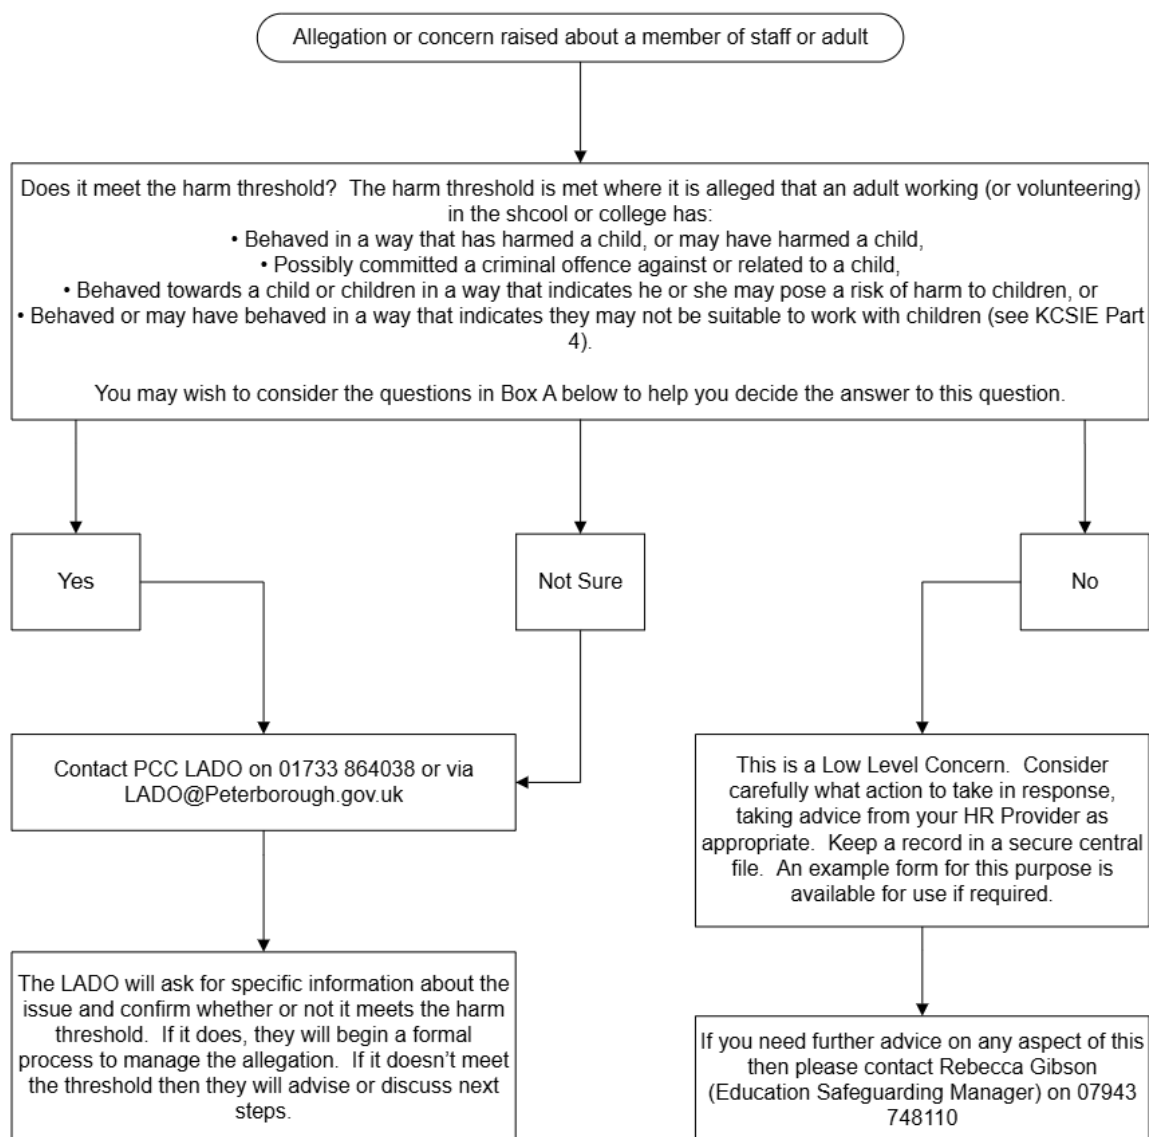 Allegation or concern raised about a member of staff or adult
Does it meet the harm threshold?  The harm threshold is met where it is alleged that an adult working (or volunteering)
in the shcool or college has:
• Behaved in a way that has harmed a child, or may have harmed a child,
• Possibly committed a criminal offence against or related to a child,
• Behaved towards a child or children in a way that indicates he or she may pose a risk of harm to children, or
• Behaved or may have behaved in a way that indicates they may not be suitable to work with children (see KCSIE Part
4).
You may wish to consider the questions in Box A below to help you decide the answer to this question.
Yes
Not Sure
No
Contact PCC LADO on 01733 864038 or via
LADO@Peterborough.gov.uk
This is a Low Level Concern.  Consider
carefully what action to take in response,
taking advice from your HR Provider as
appropriate.  Keep a record in a secure central
file.  An example form for this purpose is
available for use if required.
The LADO will ask for specific information about the
issue and confirm whether or not it meets the harm
threshold.  If it does, they will begin a formal
process to manage the allegation.  If it doesn't meet
the threshold then they will advise or discuss next
steps.
If you need further advice on any aspect of this
then please contact Rebecca Gibson
(Education Safeguarding Manager) on 07943
748110